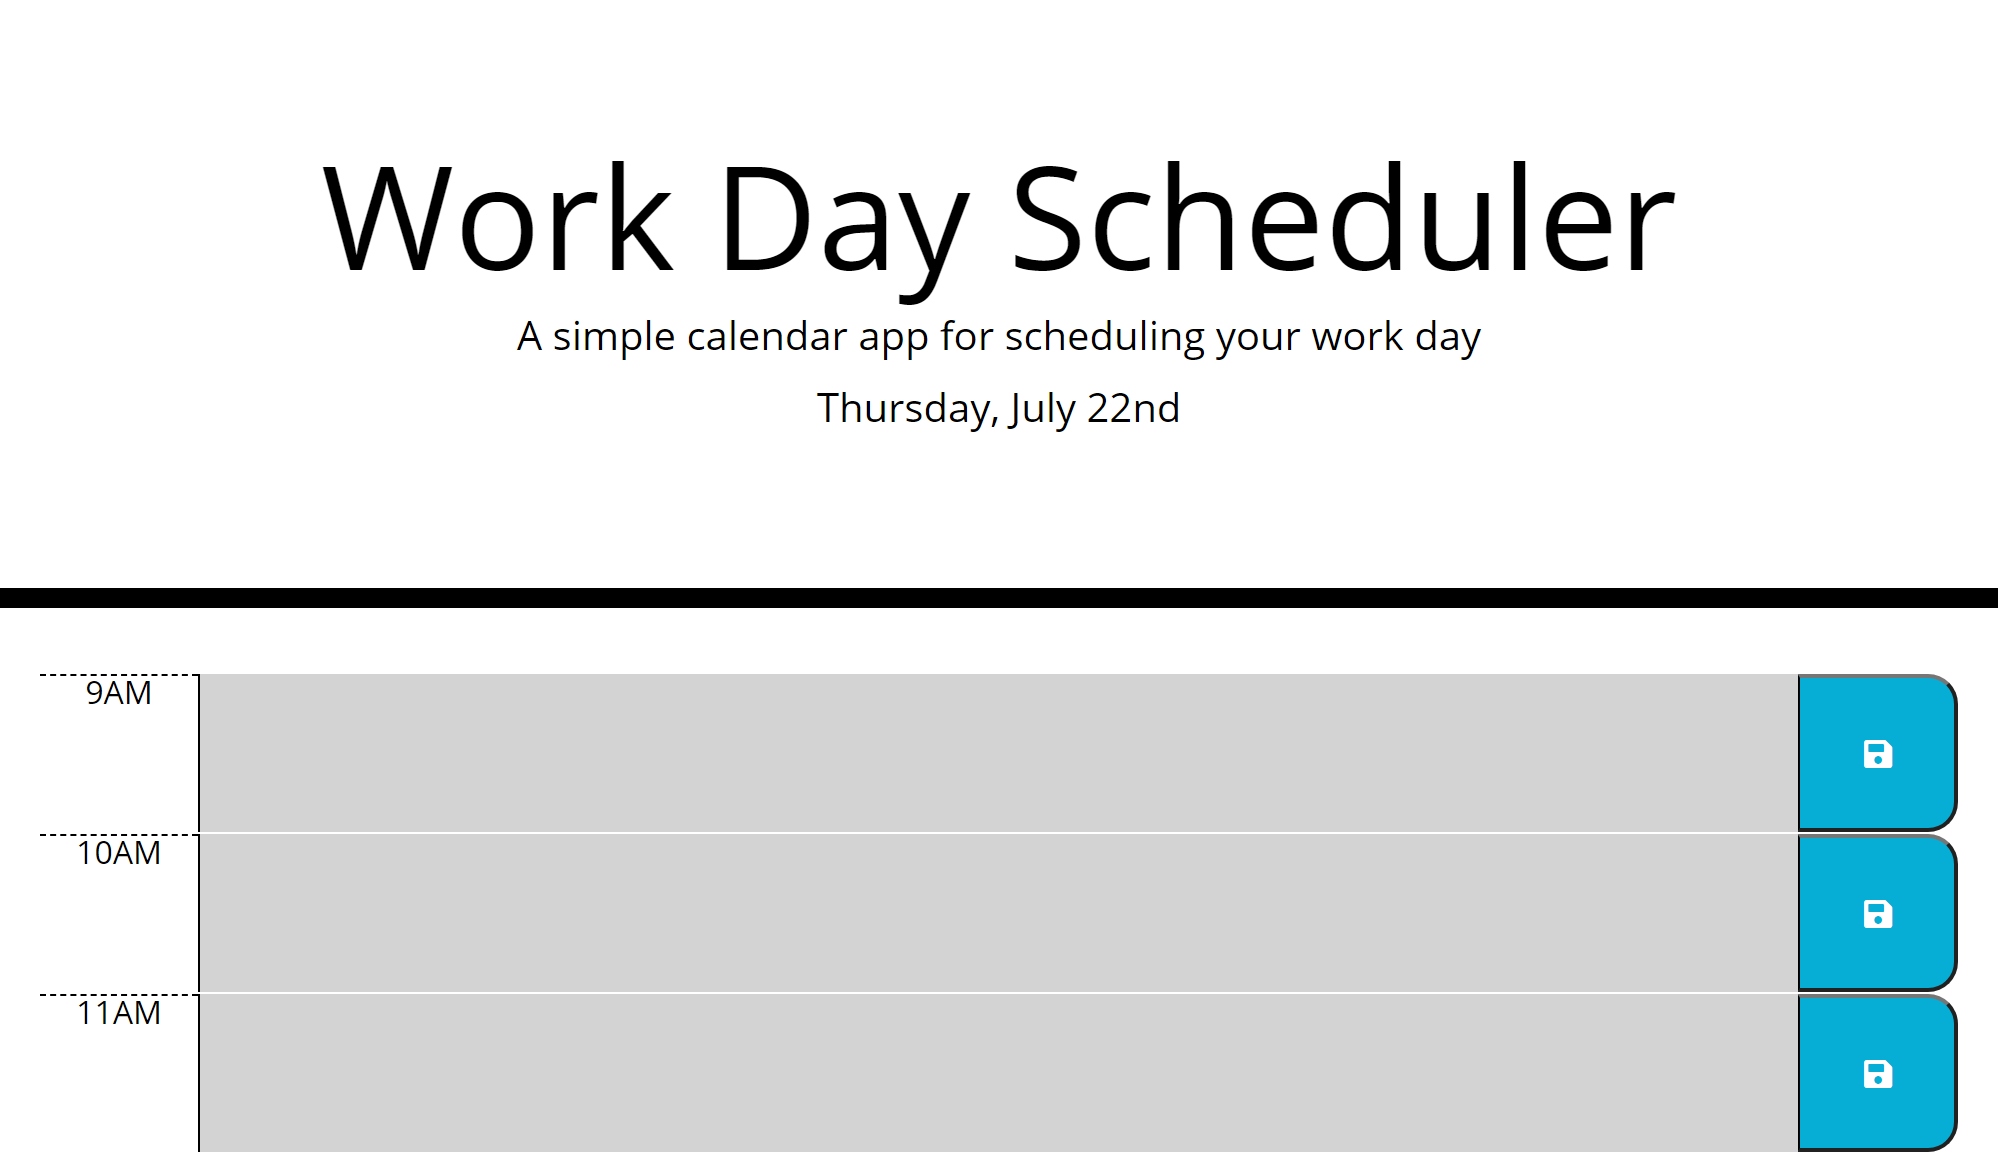 Work Day Scheduler
A simple calendar app for scheduling your work day
Thursday, July 22nd
9AM
10AM
11AM